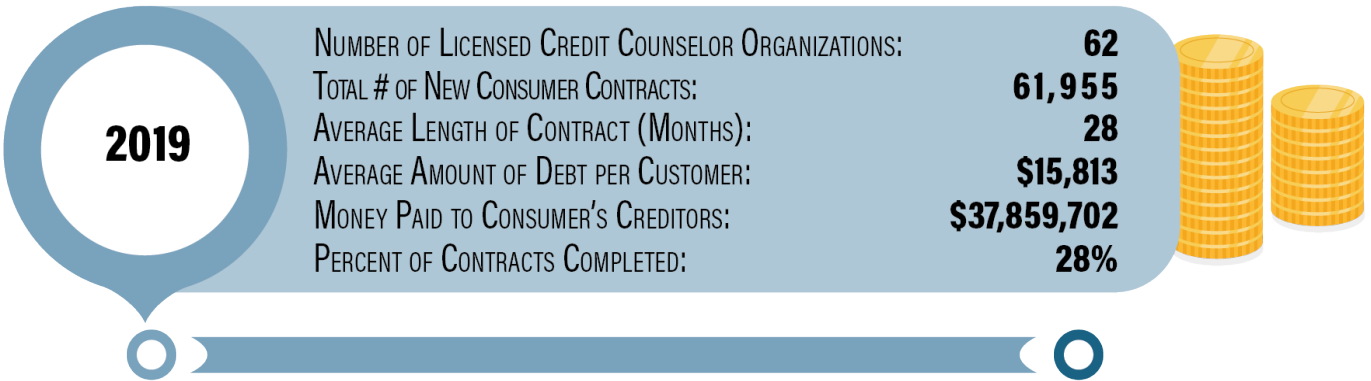 2019
Number of Licensed Credit Counselor Organizations: 62
Total # of New Consumer Contracts: 61,955
Average Length of Contract (Months): 28
Average Amount of Debt per Customer: $15,813
Money Paid to Consumer's Creditors: $37,859,702
Percent of Contracts Completed: 28%